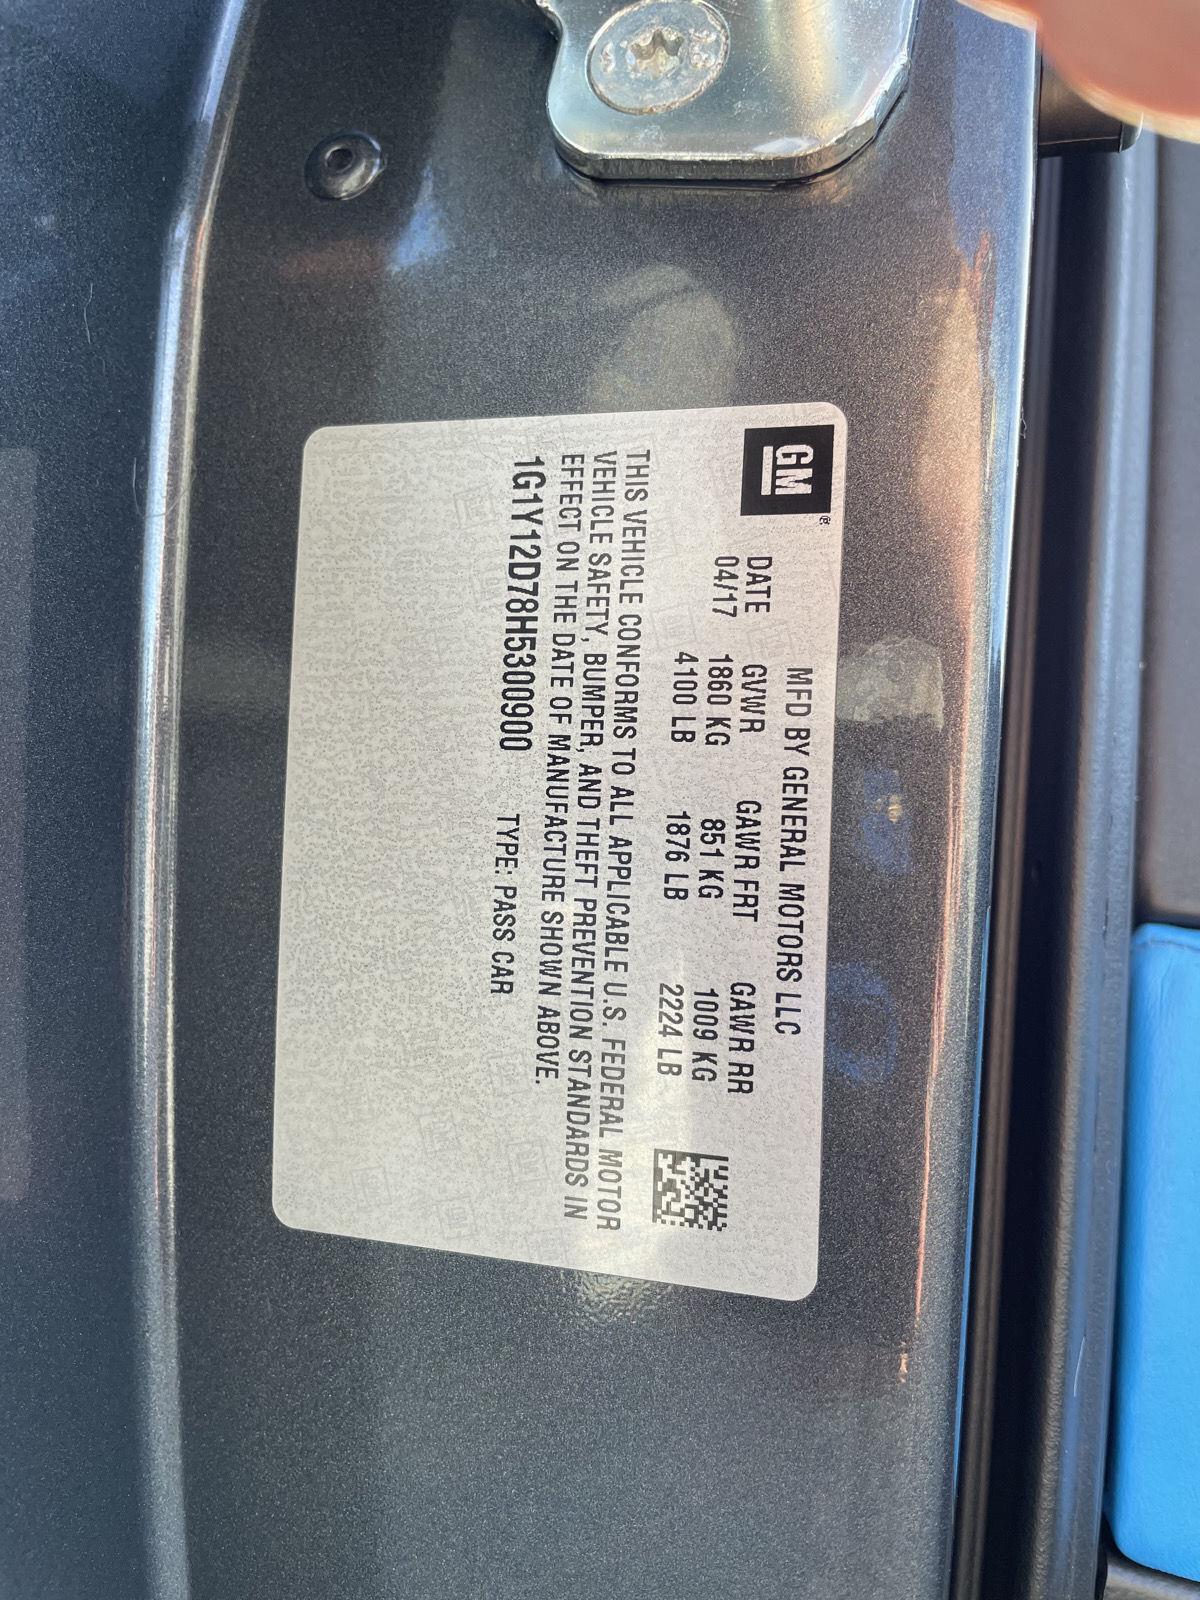 GM®
MFD BY GENERAL MOTORS LLC
DATE GVWR GAWR FRT GAWR RR
04/17 1860 KG 851 KG 1009 KG
4100 LB 1876 LB 2224 LB
THIS VEHICLE CONFORMS TO ALL APPLICABLE U.S. FEDERAL MOTOR
VEHICLE SAFETY, BUMPER, AND THEFT PREVENTION STANDARDS IN
EFFECT ON THE DATE OF MANUFACTURE SHOWN ABOVE.
1G1Y12D78H5300900 TYPE: PASS CAR